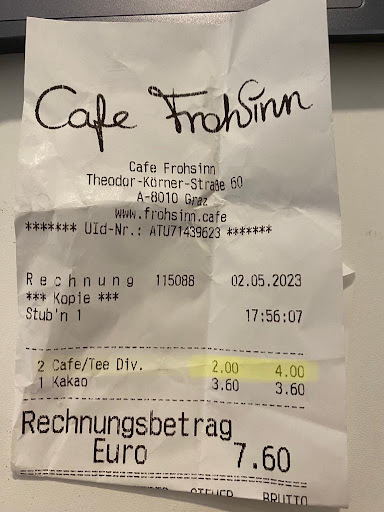 Cafe Frohsinn
Cafe Frohsinn
Theodor-Körner-Straße 60
A-8010 Graz
www.frohsinn.cafe
******* UId-Nr.: ATU71439623 *******
Rechnung 115088 02.05.2023
*** Kopie ***
Stub'n 1 17:56:07
2 Cafe/Tee Div. 2.00 4.00
1 Kakao 3.60 3.60
Rechnungsbetrag
Euro 7.60
STEUER BRUTTO